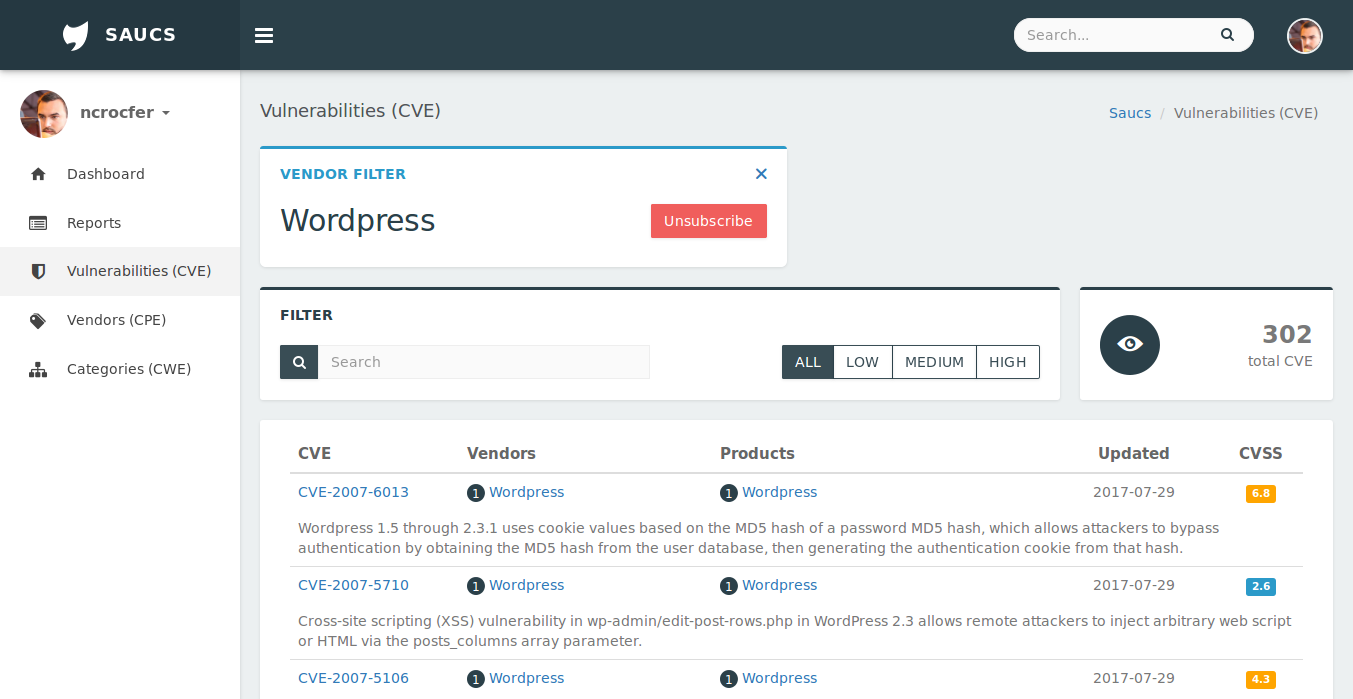 SAUCS
Search...
ncrocfer
Dashboard
Reports
Vulnerabilities (CVE)
Vendors (CPE)
Categories (CWE)
Vulnerabilities (CVE)
Saucs / Vulnerabilities (CVE)
VENDOR FILTER
Wordpress
Unsubscribe
FILTER
Search
ALL LOW MEDIUM HIGH
302
total CVE
CVE Vendors Products Updated CVSS
CVE-2007-6013 1 Wordpress 1 Wordpress 2017-07-29 6.8
Wordpress 1.5 through 2.3.1 uses cookie values based on the MD5 hash of a password MD5 hash, which allows attackers to bypass
authentication by obtaining the MD5 hash from the user database, then generating the authentication cookie from that hash.
CVE-2007-5710 1 Wordpress 1 Wordpress 2017-07-29 2.6
Cross-site scripting (XSS) vulnerability in wp-admin/edit-post-rows.php in WordPress 2.3 allows remote attackers to inject arbitrary web script
or HTML via the posts_columns array parameter.
CVE-2007-5106 1 Wordpress 1 Wordpress 2017-07-29 4.3